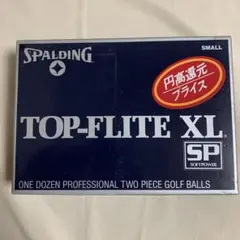 SMALL
SPALDING
円高還元
プライス
TOP-FLITE XL
SP
SOFTPOWER
ONE DOZEN PROFESSIONAL TWO PIECE GOLF BALLS